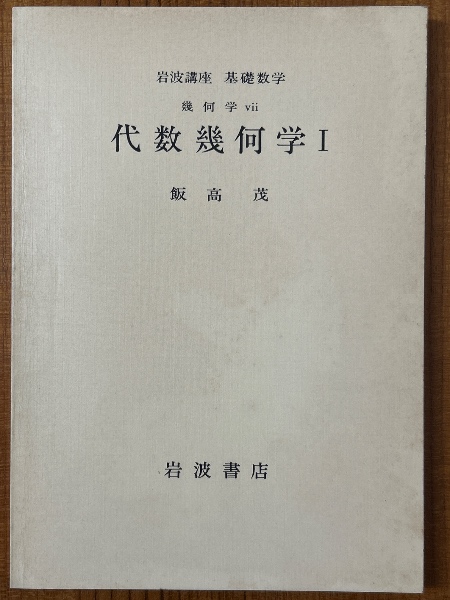 岩波講座 基礎数学
幾何学 vii
代数幾何学 I
飯高 茂
岩波書店